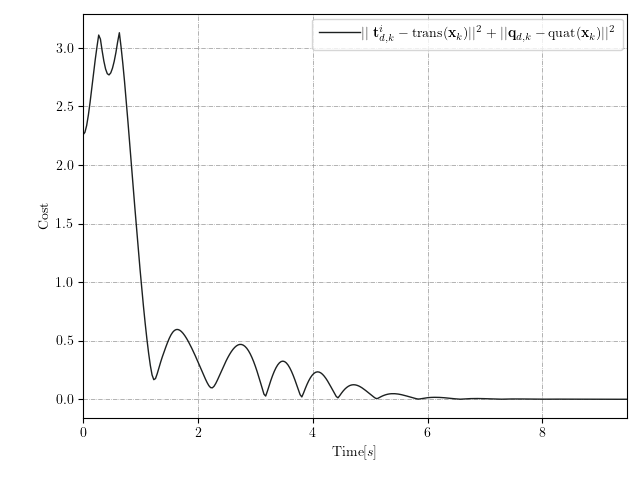 || t^i_{d,k} − trans(x_k)||² + ||q_{d,k} − quat(x_k)||²
3.0
2.5
2.0
1.5
1.0
0.5
0.0
Cost
0 2 4 6 8
Time[s]